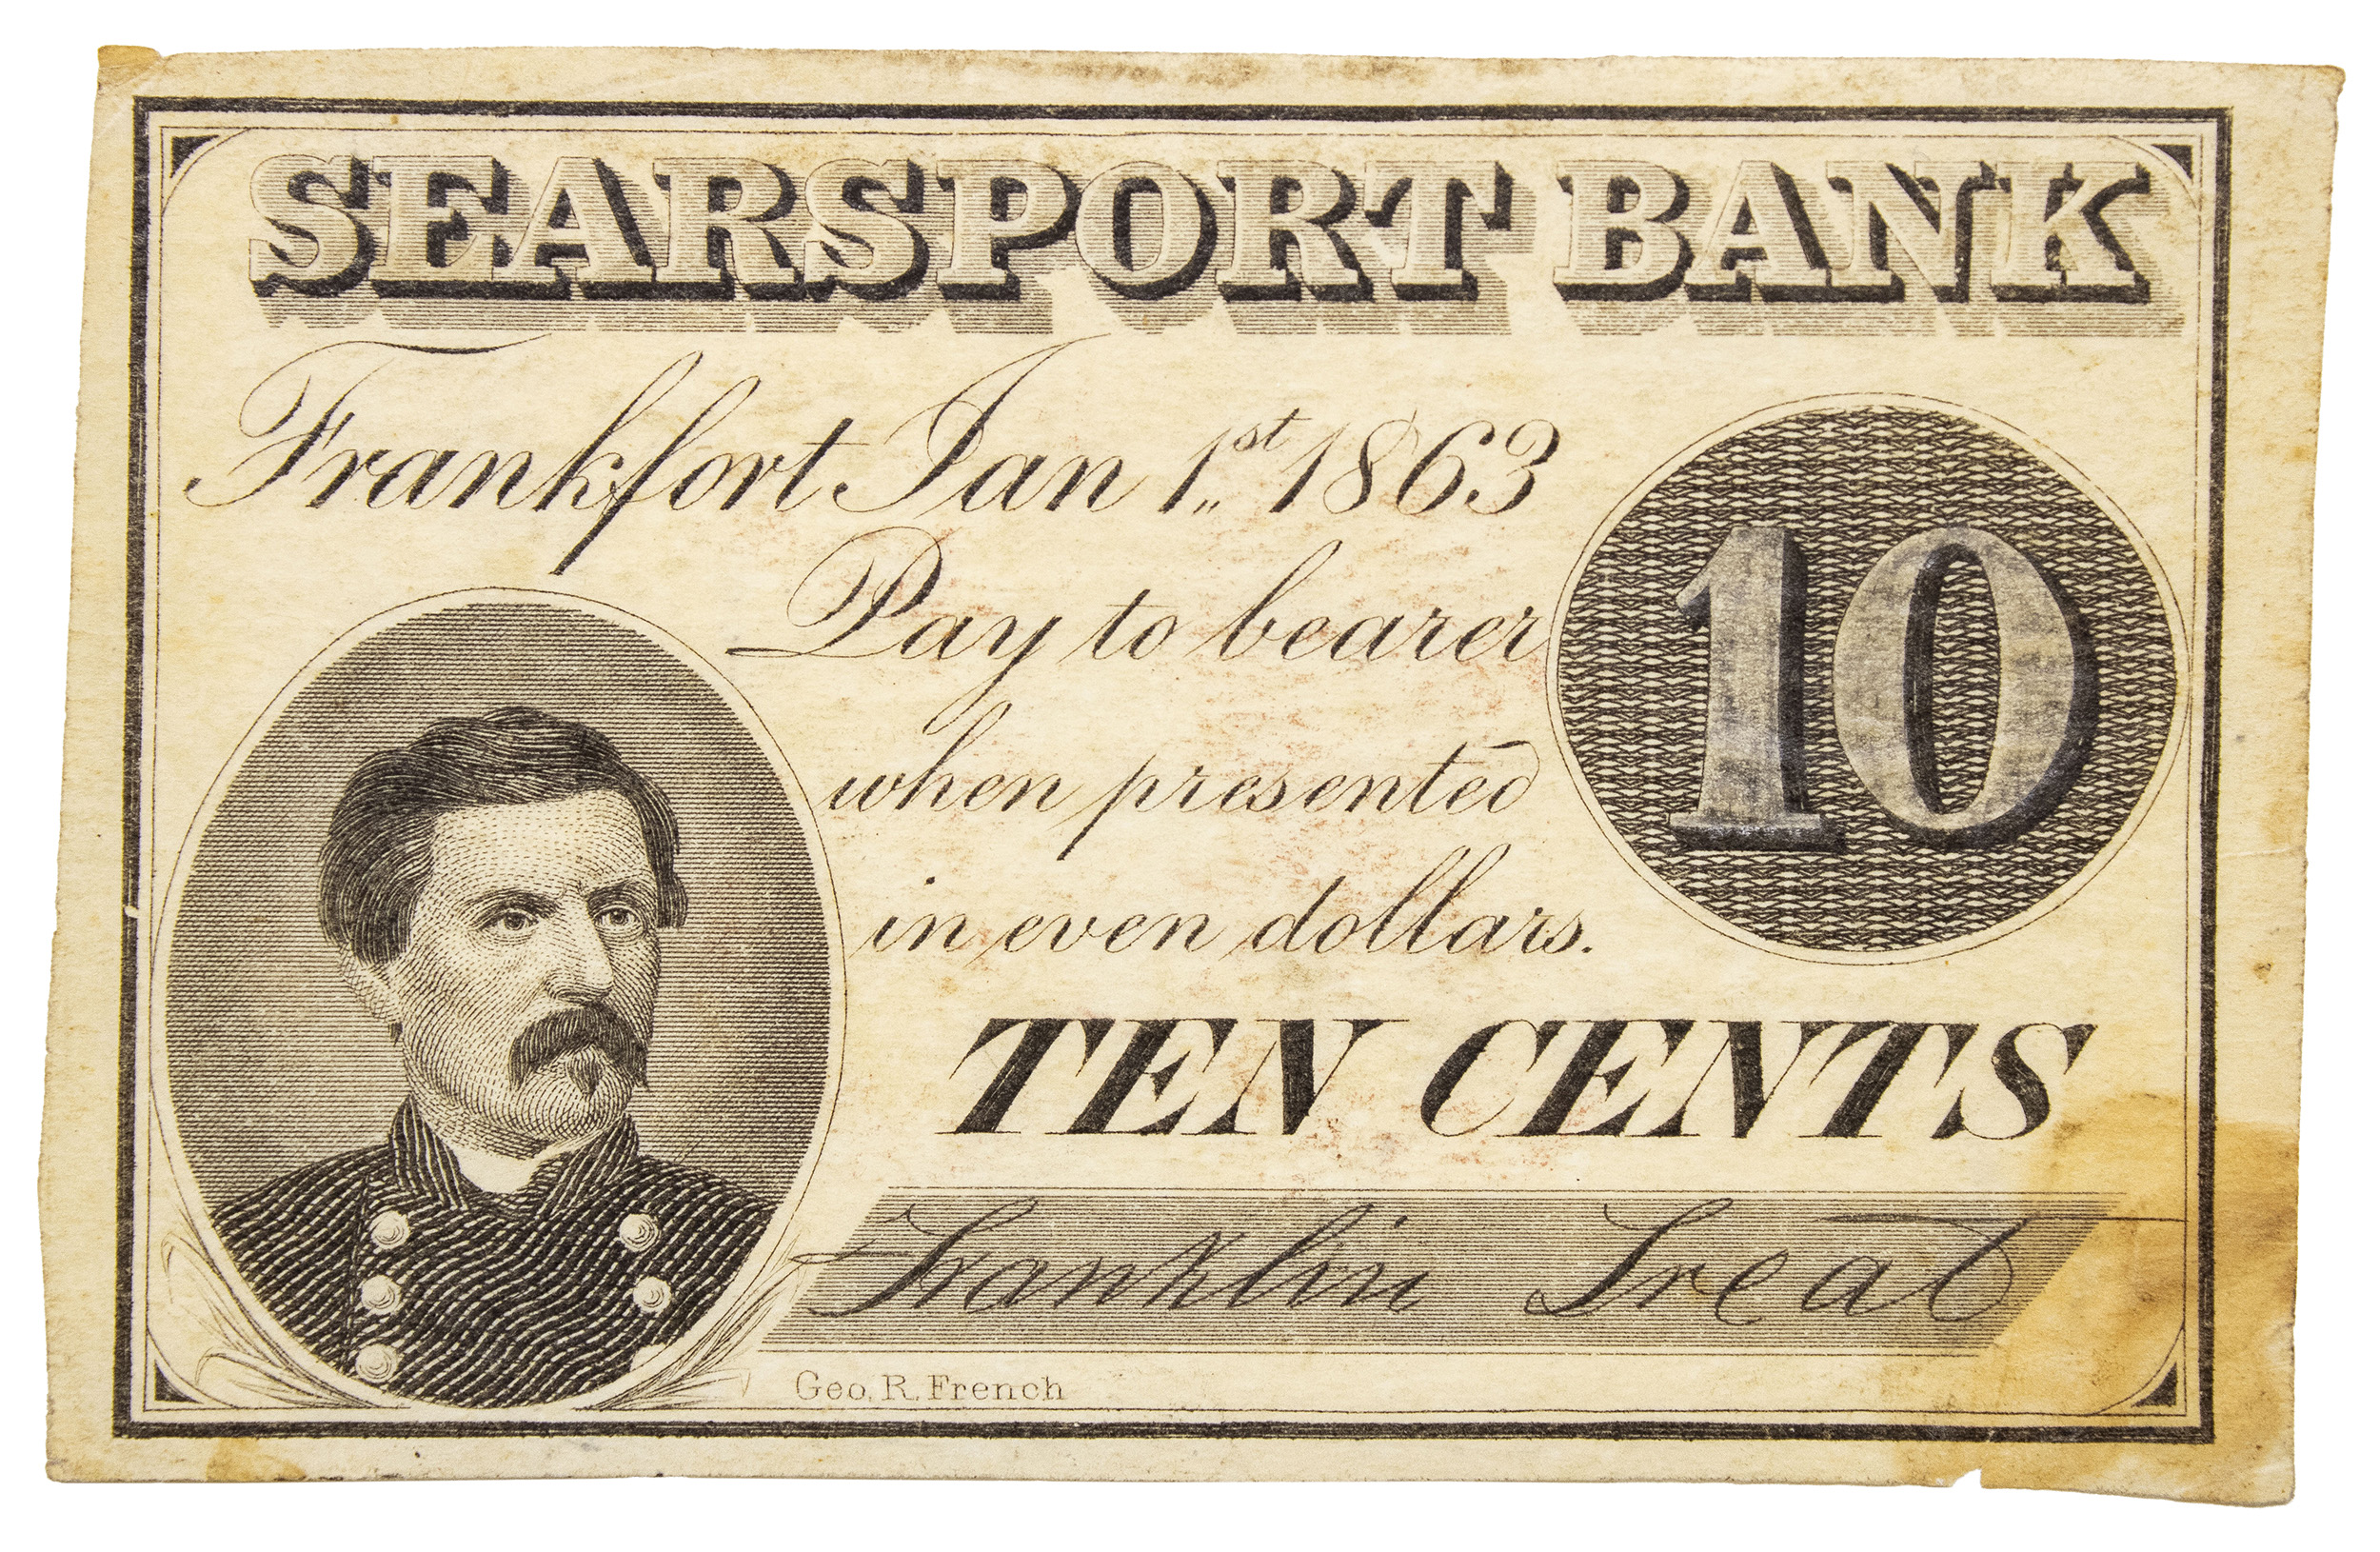 SEARSPORT BANK
Frankfort Jan 1st 1863
10
Pay to bearer
when presented
in even dollars.
TEN CENTS
Franklin Treat
Geo. R. French